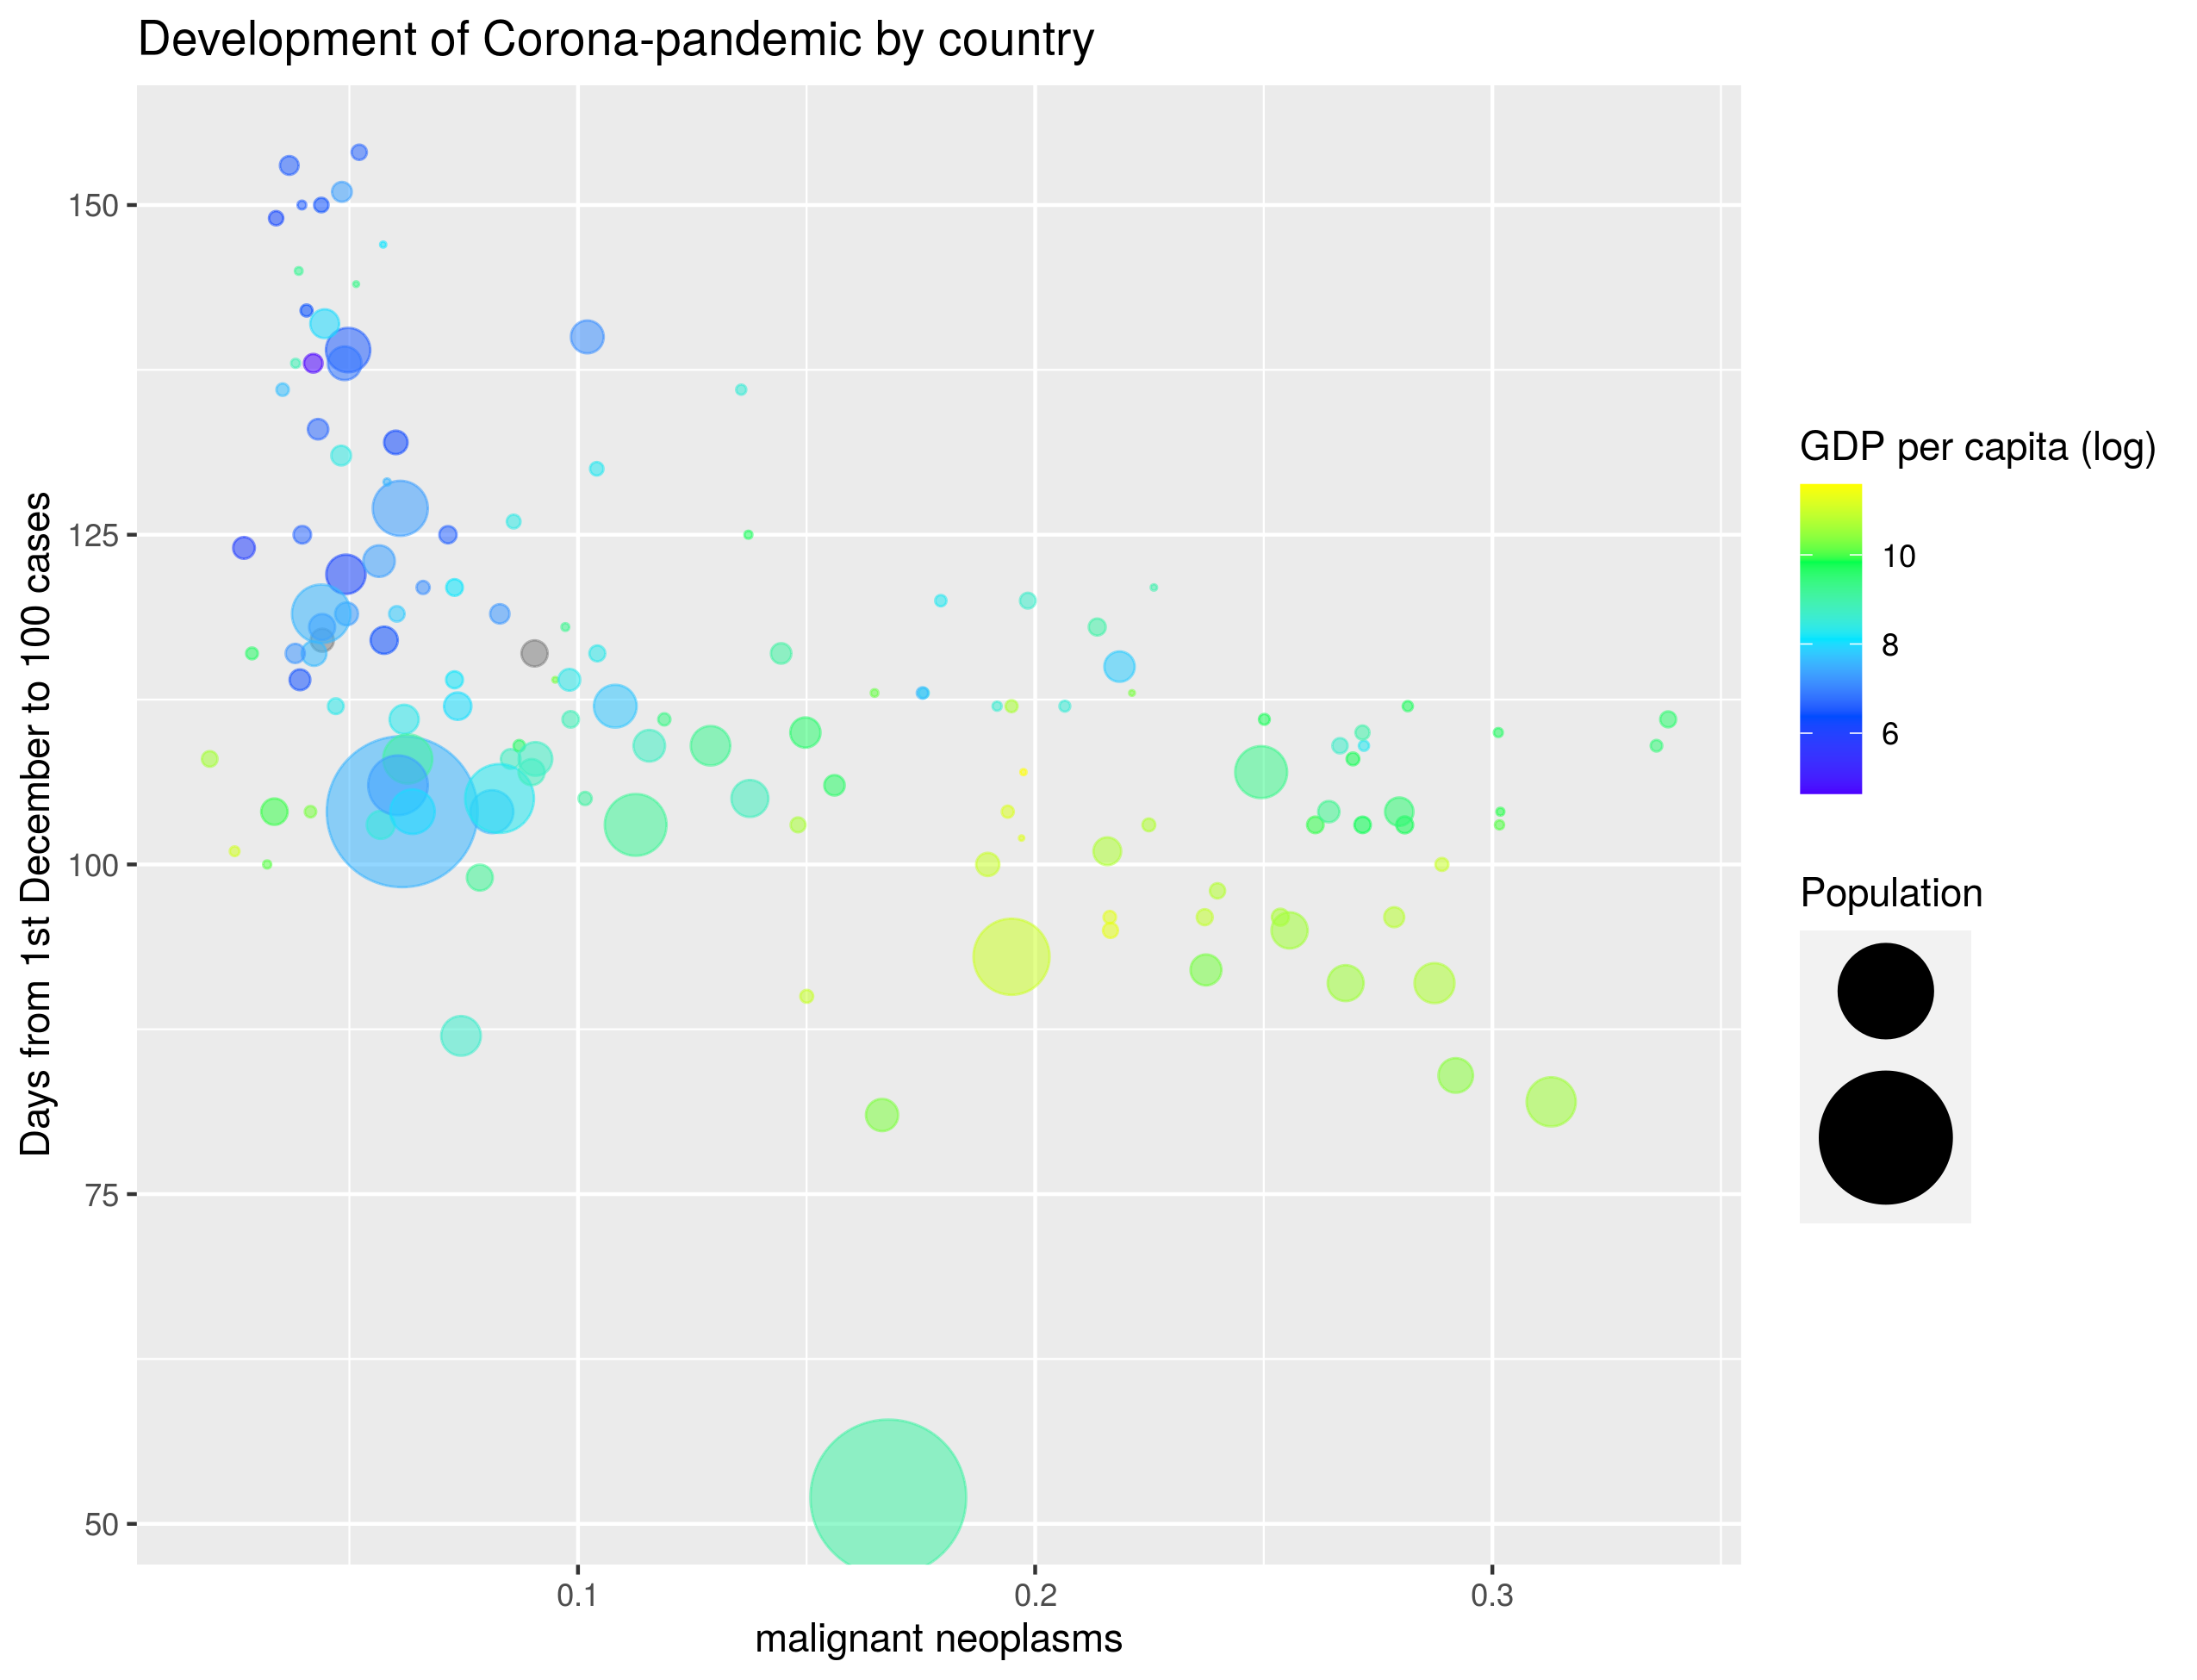 Development of Corona-pandemic by country
Days from 1st December to 100 cases
150
125
100
75
50
0.1
0.2
0.3
malignant neoplasms
GDP per capita (log)
10
8
6
Population